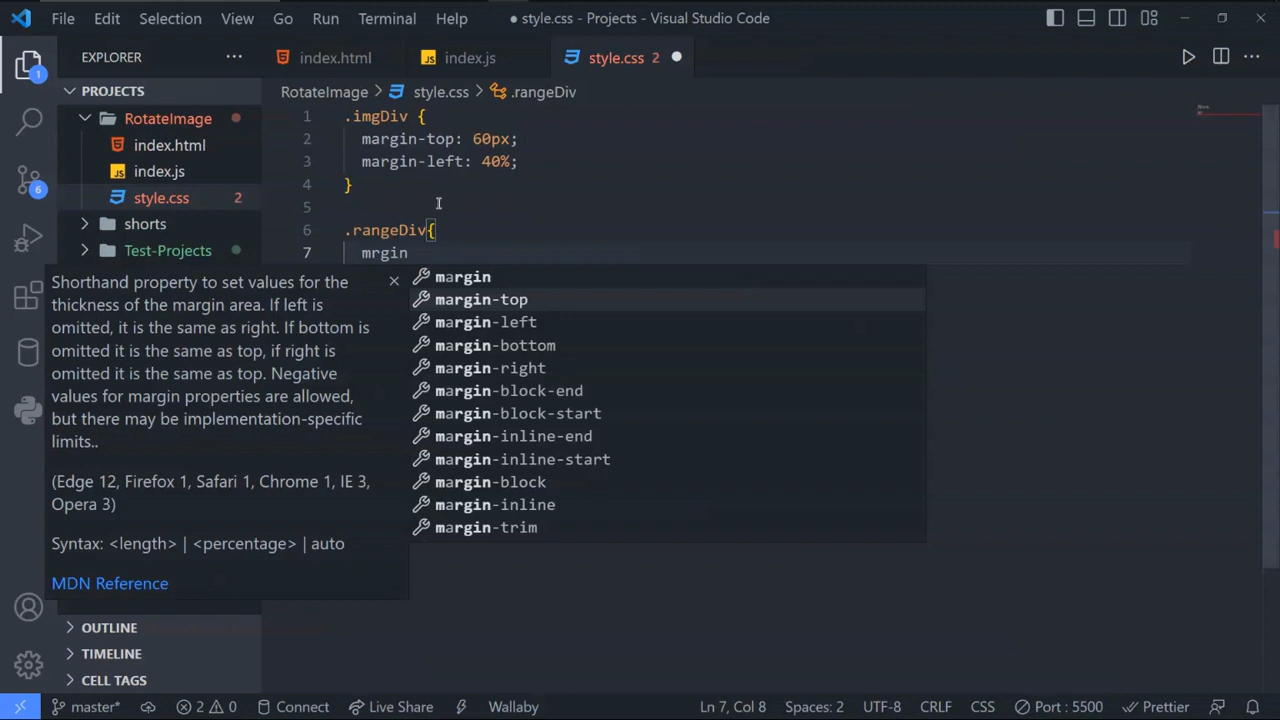 File Edit Selection View Go Run Terminal Help
● style.css - Projects - Visual Studio Code
EXPLORER
index.html
JS index.js
style.css 2
1
PROJECTS
RotateImage
index.html
JS index.js
style.css 2
shorts
Test-Projects
6
RotateImage > style.css > .rangeDiv
1 .imgDiv {
2 margin-top: 60px;
3 margin-left: 40%;
4 }
5
6 .rangeDiv{
7 mrgin
Shorthand property to set values for the
thickness of the margin area. If left is
omitted, it is the same as right. If bottom is
omitted it is the same as top, if right is
omitted it is the same as top. Negative
values for margin properties are allowed,
but there may be implementation-specific
limits..
(Edge 12, Firefox 1, Safari 1, Chrome 1, IE 3,
Opera 3)
Syntax: <length> | <percentage> | auto
MDN Reference
margin
margin-top
margin-left
margin-bottom
margin-right
margin-block-end
margin-block-start
margin-inline-end
margin-inline-start
margin-block
margin-inline
margin-trim
OUTLINE
TIMELINE
CELL TAGS
master* 2 0 Connect Live Share Wallaby Ln 7, Col 8 Spaces: 2 UTF-8 CRLF CSS Port : 5500 Prettier